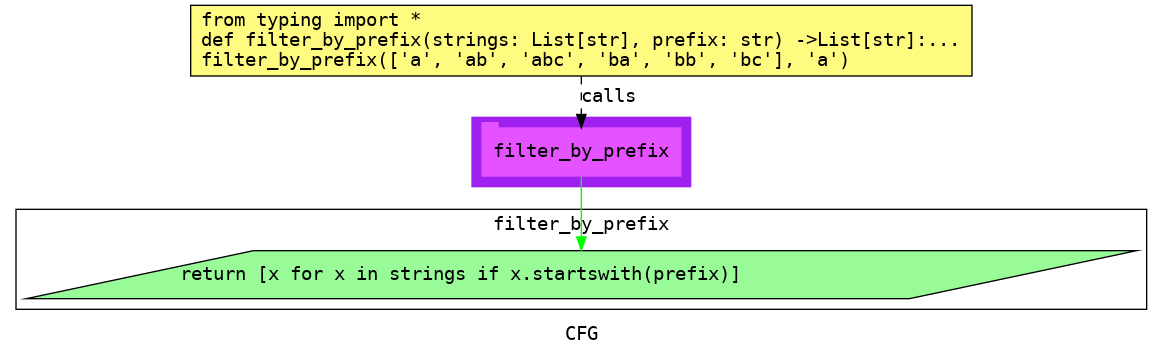 from typing import *
def filter_by_prefix(strings: List[str], prefix: str) ->List[str]:...
filter_by_prefix(['a', 'ab', 'abc', 'ba', 'bb', 'bc'], 'a')
calls
filter_by_prefix
filter_by_prefix
return [x for x in strings if x.startswith(prefix)]
CFG